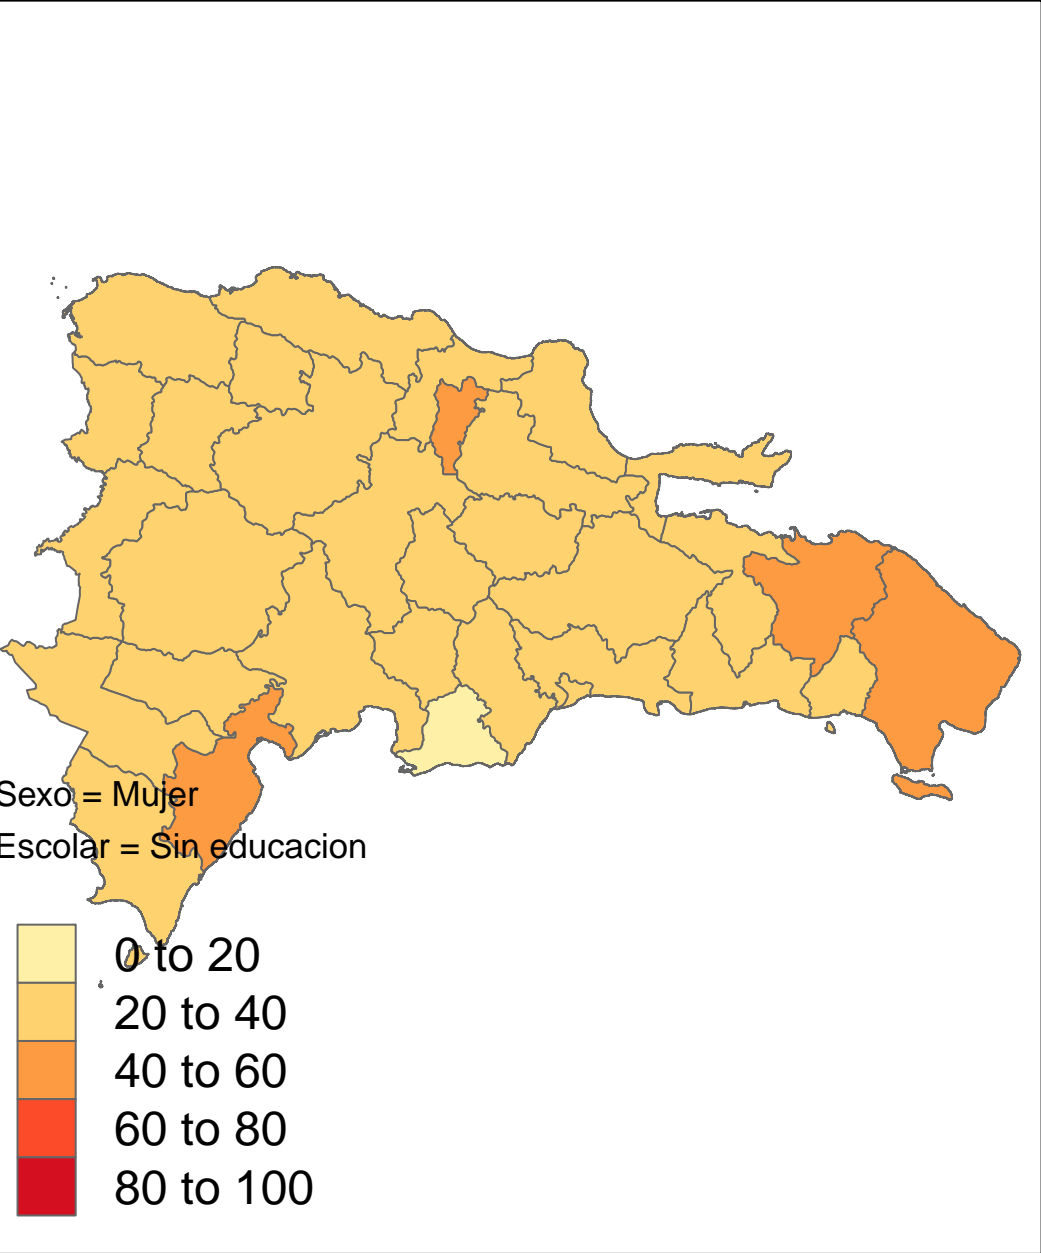 Sexo = Mujer
Escolar = Sin educacion
0 to 20
20 to 40
40 to 60
60 to 80
80 to 100